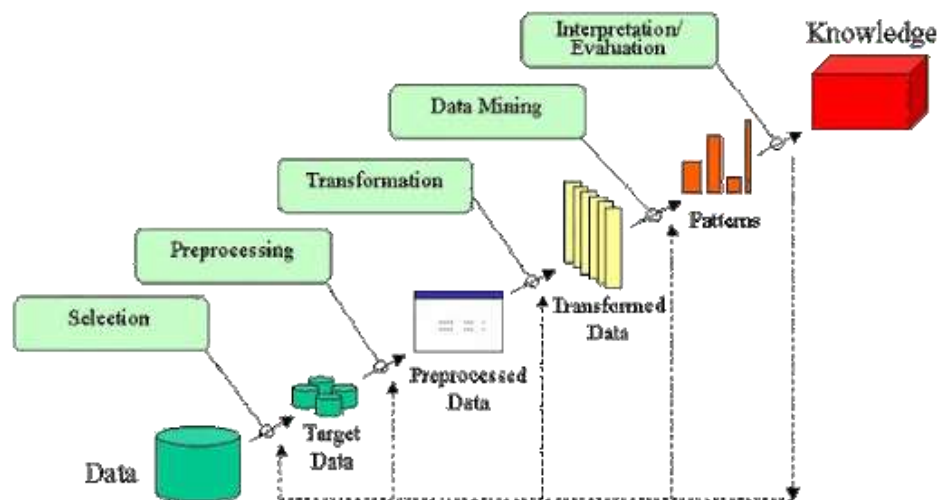 Interpretation/
Evaluation
Knowledge
Data Mining
Transformation
Patterns
Preprocessing
Transformed
Data
Selection
Preprocessed
Data
Target
Data
Data